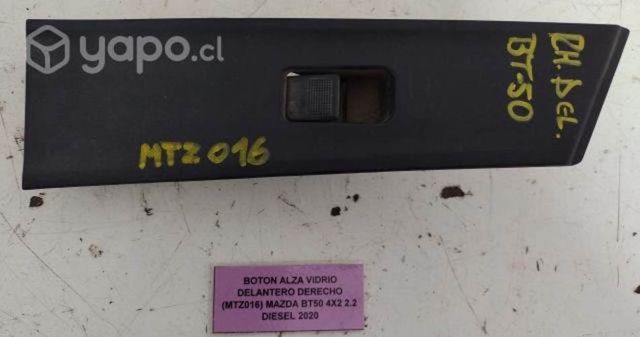 yapo.cl
RH. DEL.
BT-50
MTZ016
BOTON ALZA VIDRIO
DELANTERO DERECHO
(MTZ016) MAZDA BT50 4X2 2.2
DIESEL 2020